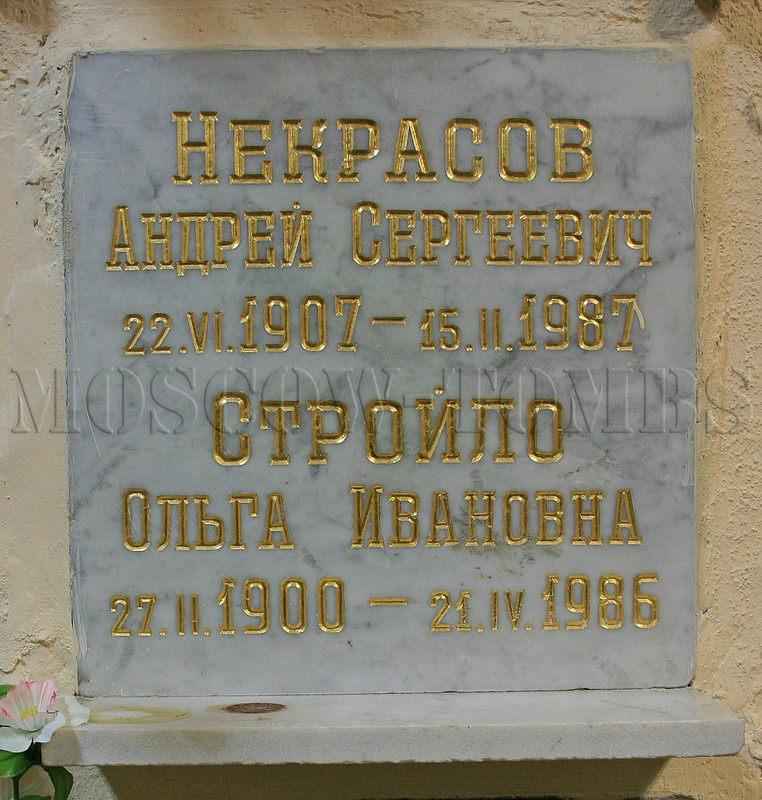 Некрасов
Андрей Сергеевич
22.VI.1907 – 15.II.1987
MOSCOW-TOMBS
Стройло
Ольга Ивановна
27.II.1900 – 21.IV.1986